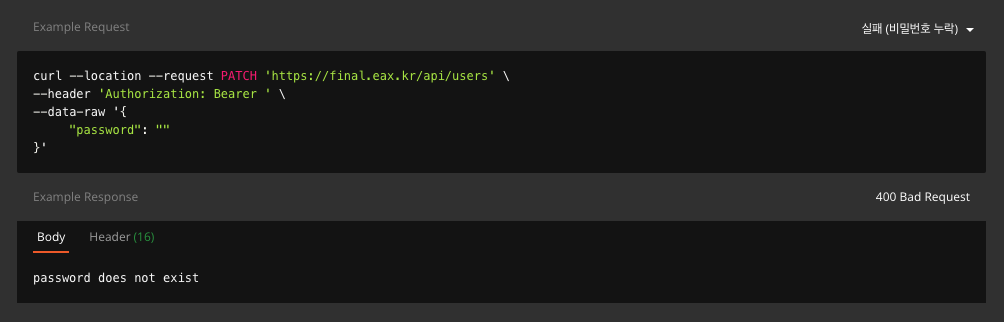 Example Request
실패 (비밀번호 누락)
curl --location --request PATCH 'https://final.eax.kr/api/users' \
--header 'Authorization: Bearer ' \
--data-raw '{
     "password": ""
}'
Example Response
400 Bad Request
Body
Header (16)
password does not exist